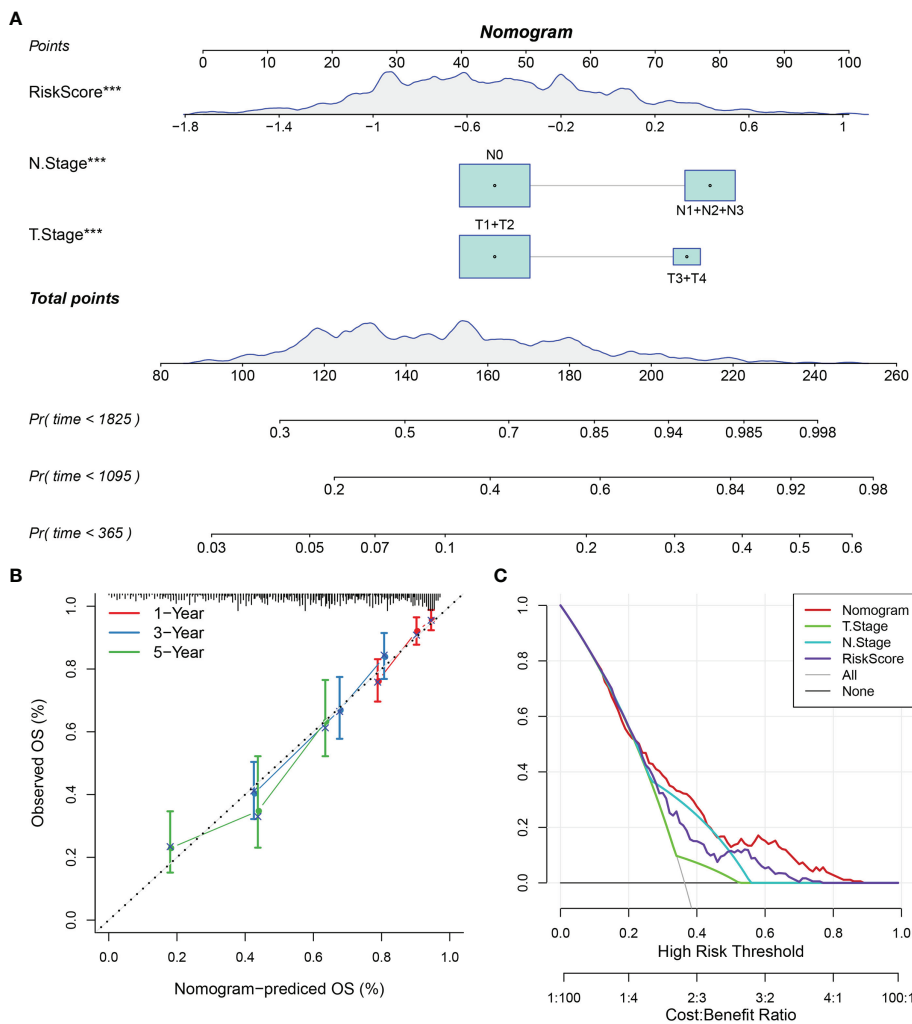 A
Nomogram
Points
0 10 20 30 40 50 60 70 80 90 100
RiskScore***
−1.8 −1.4 −1 −0.6 −0.2 0.2 0.6 1
N.Stage***
N0
N1+N2+N3
T.Stage***
T1+T2
T3+T4
Total points
80 100 120 140 160 180 200 220 240 260
Pr( time < 1825 )
0.3 0.5 0.7 0.85 0.94 0.985 0.998
Pr( time < 1095 )
0.2 0.4 0.6 0.84 0.92 0.98
Pr( time < 365 )
0.03 0.05 0.07 0.1 0.2 0.3 0.4 0.5 0.6
B
1−Year
3−Year
5−Year
Observed OS (%)
1.0
0.8
0.6
0.4
0.2
0.0
0.0 0.2 0.4 0.6 0.8 1.0
Nomogram−prediced OS (%)
C
Nomogram
T.Stage
N.Stage
RiskScore
All
None
1.0
0.8
0.6
0.4
0.2
0.0
0.0 0.2 0.4 0.6 0.8 1.0
High Risk Threshold
1:100 1:4 2:3 3:2 4:1 100:1
Cost:Benefit Ratio